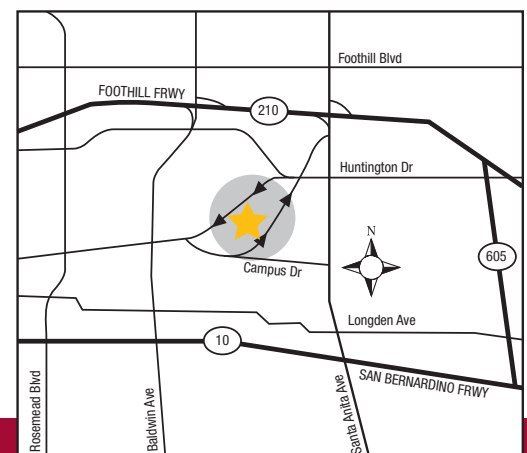 Foothill Blvd
FOOTHILL FRWY
210
Huntington Dr
N
605
Campus Dr
Longden Ave
10
SAN BERNARDINO FRWY
Rosemead Blvd
Baldwin Ave
Santa Anita Ave